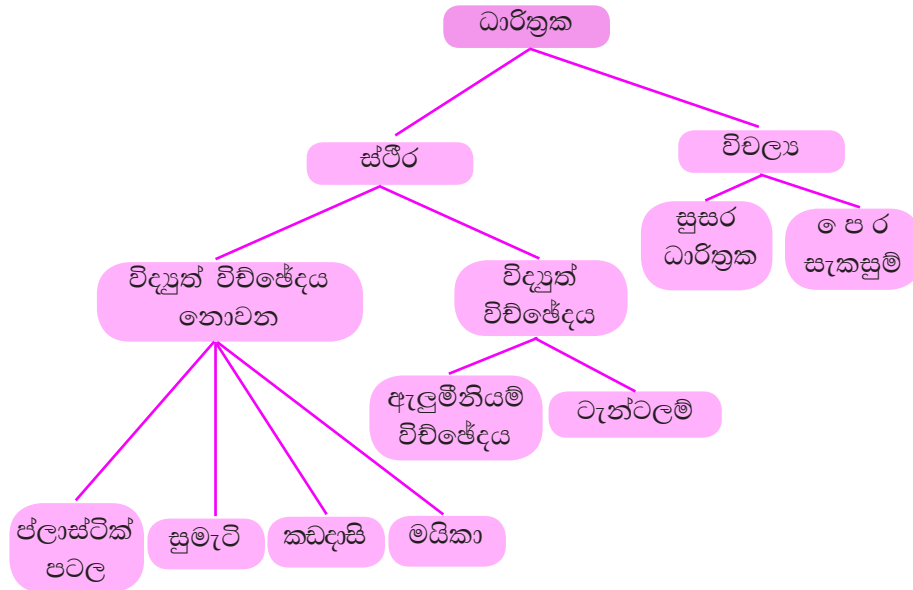 ධාරිත්‍රක
ස්ථීර
විචල්‍ය
සුසර
ධාරිත්‍රක
පෙර
සැකසුම්
විද්‍යුත් විච්ඡේදය
නොවන
විද්‍යුත්
විච්ඡේදය
ඇලුමීනියම්
විච්ඡේදය
ටැන්ටලම්
ප්ලාස්ටික්
පටල
සුමැටි
කඩදාසි
මයිකා